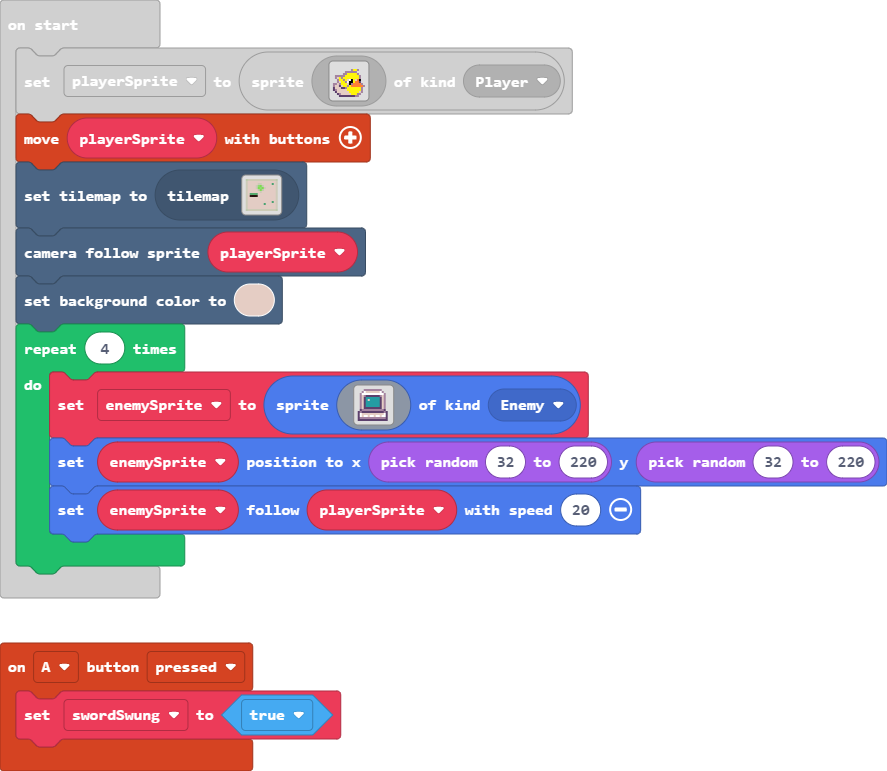 on start
set playerSprite to sprite of kind Player
move playerSprite with buttons
set tilemap to tilemap
camera follow sprite playerSprite
set background color to
repeat 4 times
do
set enemySprite to sprite of kind Enemy
set enemySprite position to x pick random 32 to 220 y pick random 32 to 220
set enemySprite follow playerSprite with speed 20
on A button pressed
set swordSwung to true